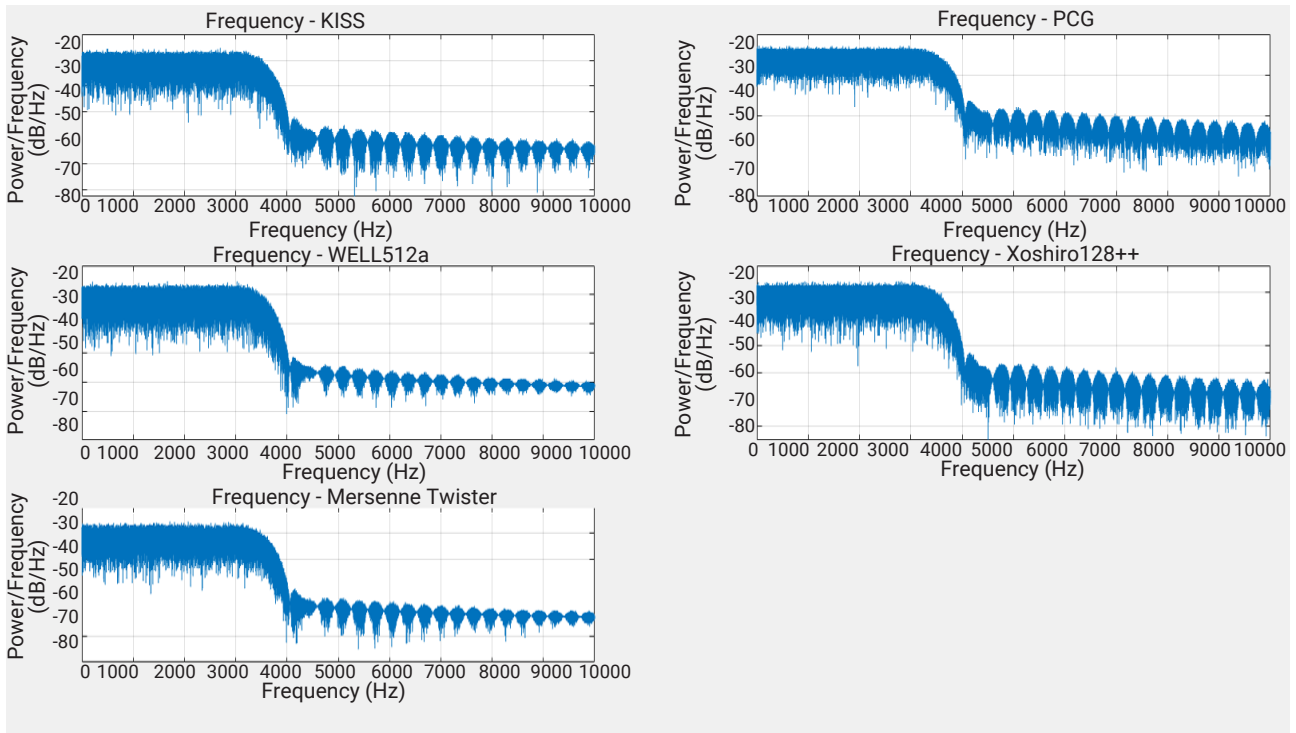 Frequency - KISS
Power/Frequency
(dB/Hz)
-20
-30
-40
-50
-60
-70
-80
0 1000 2000 3000 4000 5000 6000 7000 8000 9000 10000
Frequency (Hz)
Frequency - PCG
Power/Frequency
(dB/Hz)
-20
-30
-40
-50
-60
-80
0 1000 2000 3000 4000 5000 6000 7000 8000 9000 10000
Frequency (Hz)
Frequency - WELL512a
Power/Frequency
(dB/Hz)
-20
-30
-40
-50
-60
-70
-80
0 1000 2000 3000 4000 5000 6000 7000 8000 9000 10000
Frequency (Hz)
Frequency - Xoshiro128++
Power/Frequency
(dB/Hz)
-20
-30
-40
-50
-60
-70
-80
0 1000 2000 3000 4000 5000 6000 7000 8000 9000 10000
Frequency (Hz)
Frequency - Mersenne Twister
Power/Frequency
(dB/Hz)
-20
-30
-40
-50
-60
-70
-80
0 1000 2000 3000 4000 5000 6000 7000 8000 9000 10000
Frequency (Hz)